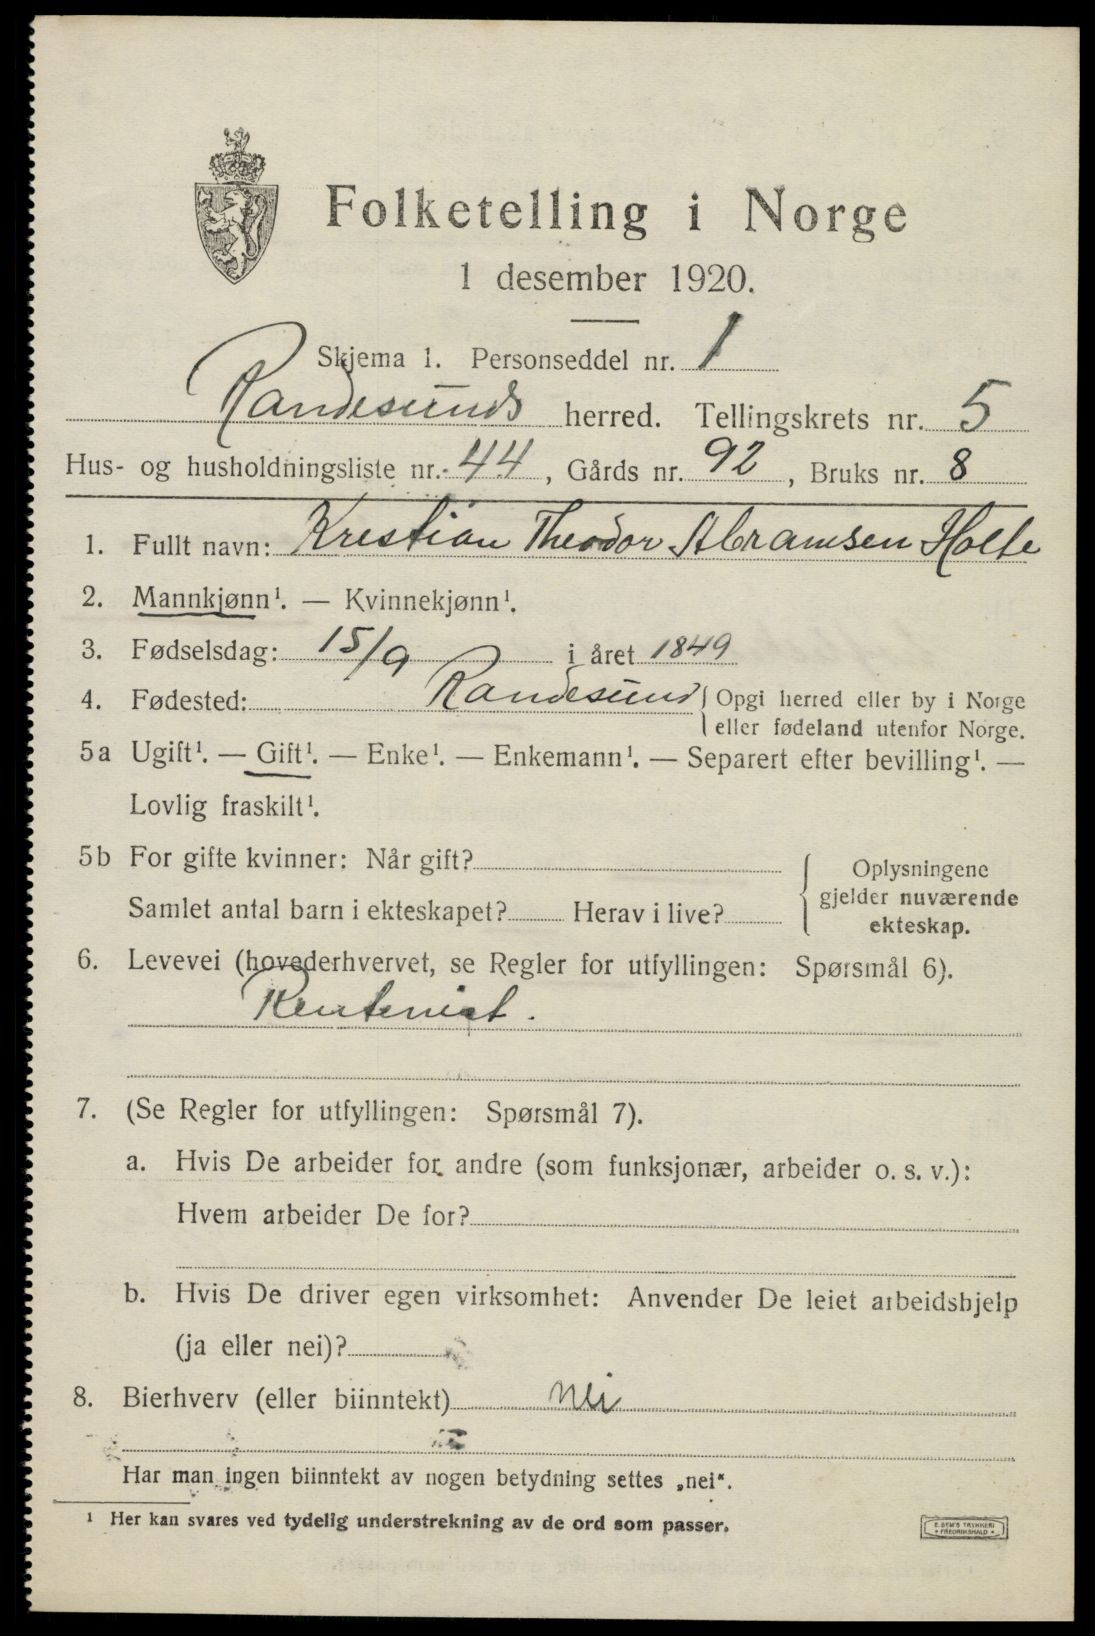 Folketelling i Norge
1 desember 1920.
Skjema 1. Personseddel nr. 1
Randesunds herred. Tellingskrets nr. 5
Hus- og husholdningsliste nr. 44, Gårds nr. 92, Bruks nr. 8
1. Fullt navn: Kristian Theodor Abramsen Holte
2. Mannkjønn¹. — Kvinnekjønn¹.
3. Fødselsdag: 15/9 i året 1849
4. Fødested: Randesund { Opgi herred eller by i Norge
eller fødeland utenfor Norge.
5a Ugift¹. — Gift¹. — Enke¹. — Enkemann¹. — Separert efter bevilling¹. —
Lovlig fraskilt¹.
5b For gifte kvinner: Når gift?
Samlet antal barn i ekteskapet? Herav i live?
Oplysningene
gjelder nuværende
ekteskap.
6. Levevei (hovederhvervet, se Regler for utfyllingen: Spørsmål 6).
Rentenist.
7. (Se Regler for utfyllingen: Spørsmål 7).
a. Hvis De arbeider for andre (som funksjonær, arbeider o. s. v.):
Hvem arbeider De for?
b. Hvis De driver egen virksomhet: Anvender De leiet arbeidshjelp
(ja eller nei)?
8. Bierhverv (eller biinntekt) nei
Har man ingen biinntekt av nogen betydning settes „nei".
¹ Her kan svares ved tydelig understrekning av de ord som passer.
E. SEM'S TRYKKERI
• FREDRIKSHALD •